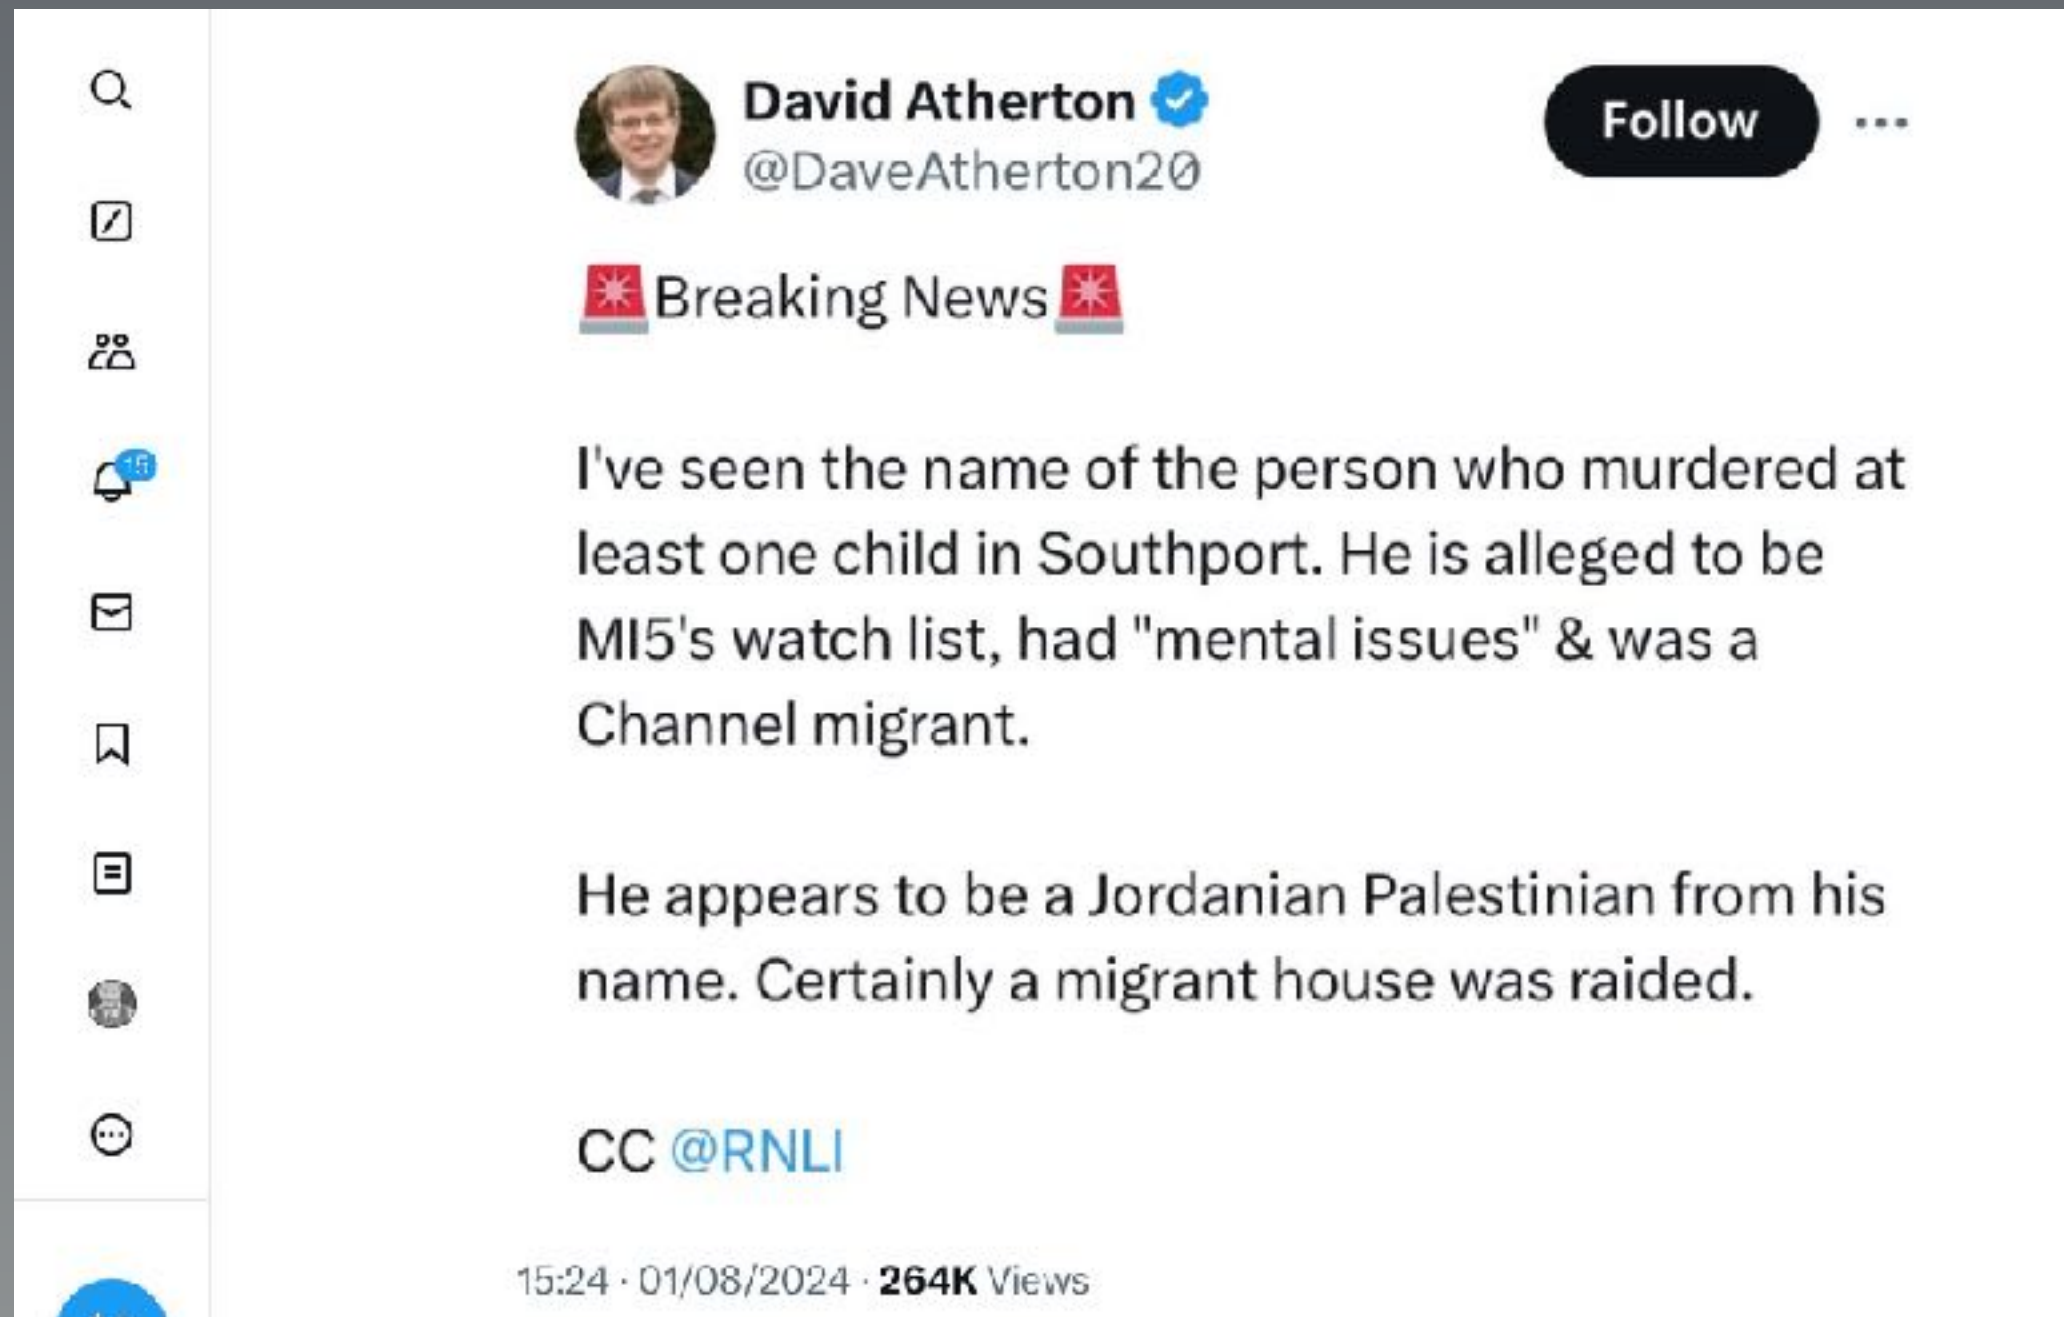 David Atherton
@DaveAtherton20
Follow
🚨Breaking News🚨
I've seen the name of the person who murdered at
least one child in Southport. He is alleged to be
MI5's watch list, had "mental issues" & was a
Channel migrant.
He appears to be a Jordanian Palestinian from his
name. Certainly a migrant house was raided.
CC @RNLI
15:24 · 01/08/2024 · 264K Views
15